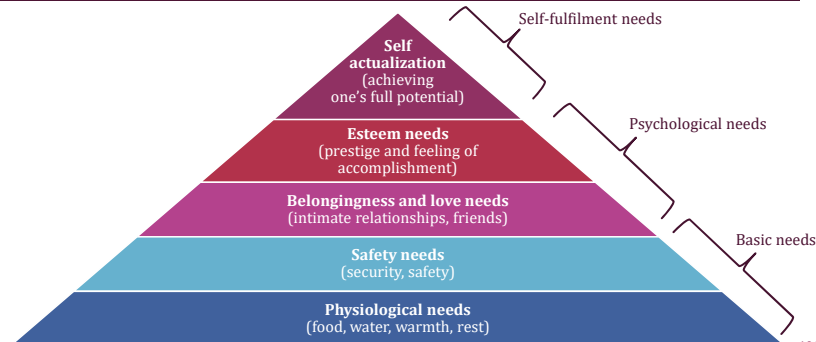 Self-fulfilment needs
Self
actualization
(achieving
one's full potential)
Psychological needs
Esteem needs
(prestige and feeling of
accomplishment)
Belongingness and love needs
(intimate relationships, friends)
Basic needs
Safety needs
(security, safety)
Physiological needs
(food, water, warmth, rest)